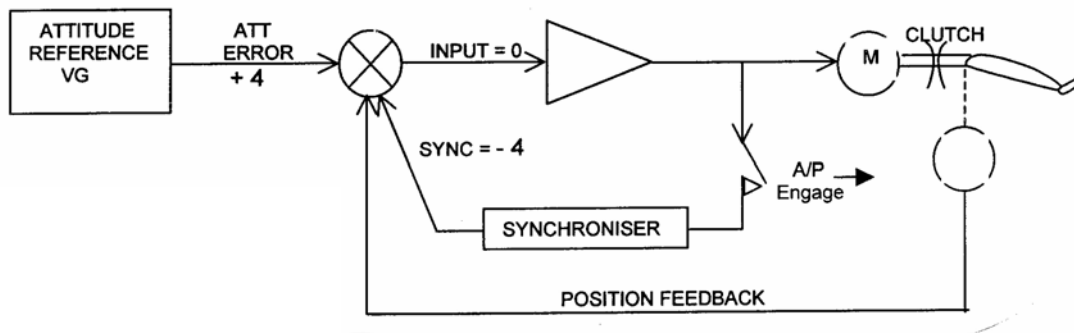 ATTITUDE
REFERENCE
VG
ATT
ERROR
+ 4
INPUT = 0
M
CLUTCH
SYNC = - 4
A/P
Engage
SYNCHRONISER
POSITION FEEDBACK